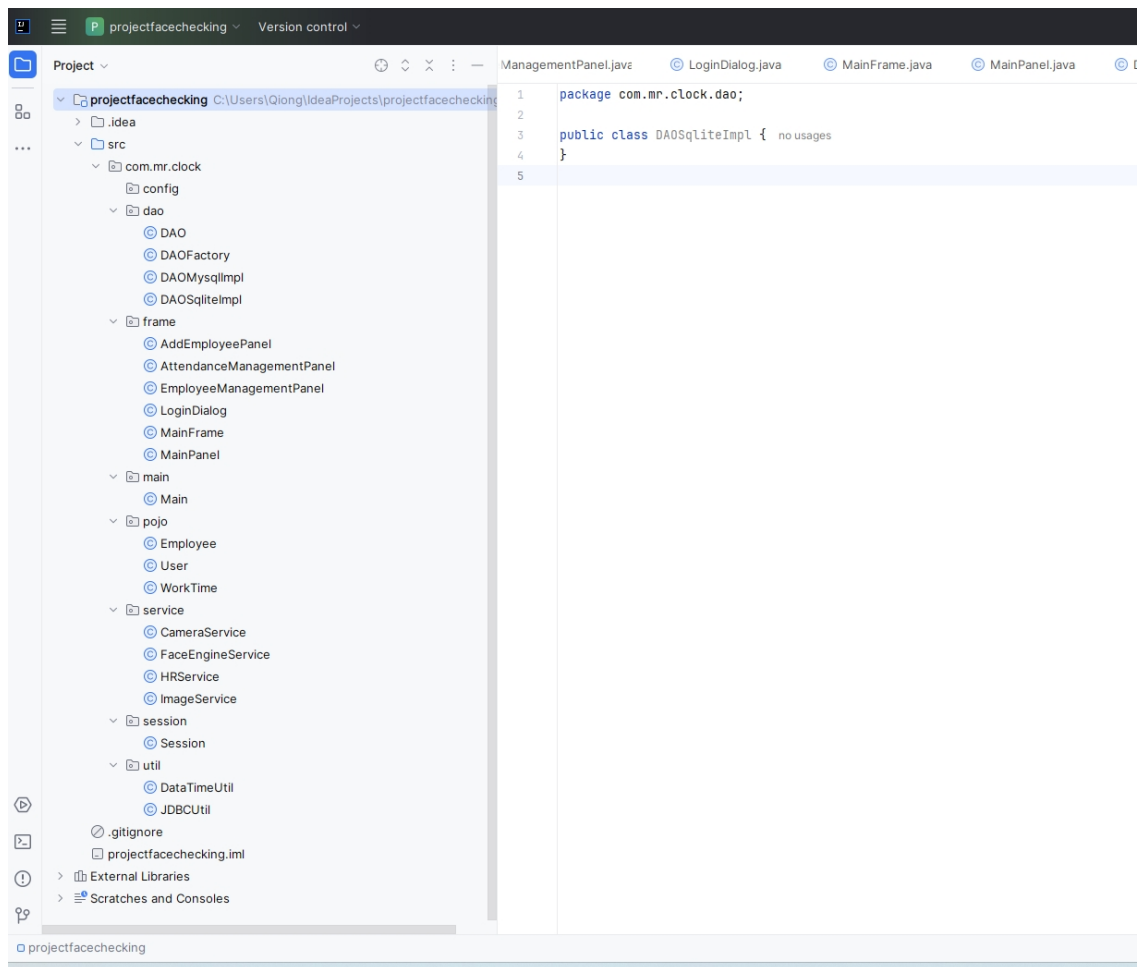 P projectfacechecking Version control
Project
projectfacechecking C:\Users\Qiong\IdeaProjects\projectfacechecking
.idea
src
com.mr.clock
config
dao
DAO
DAOFactory
DAOMysqlImpl
DAOSqliteImpl
frame
AddEmployeePanel
AttendanceManagementPanel
EmployeeManagementPanel
LoginDialog
MainFrame
MainPanel
main
Main
pojo
Employee
User
WorkTime
service
CameraService
FaceEngineService
HRService
ImageService
session
Session
util
DataTimeUtil
JDBCUtil
.gitignore
projectfacechecking.iml
External Libraries
Scratches and Consoles
ManagementPanel.java LoginDialog.java MainFrame.java MainPanel.java
1 package com.mr.clock.dao;
2
3 public class DAOSqliteImpl { no usages
4 }
5
projectfacechecking